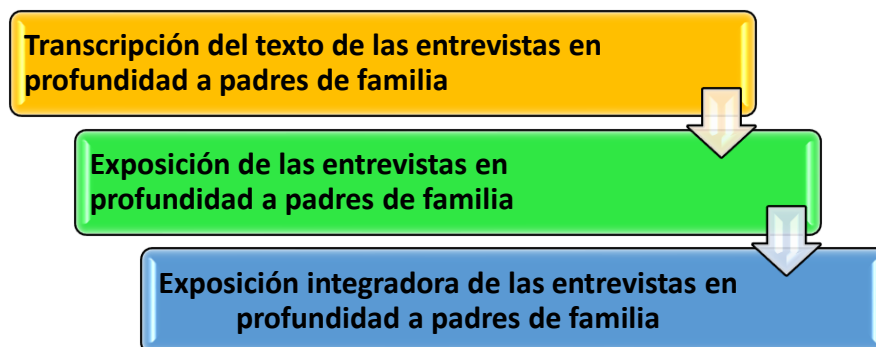 Transcripción del texto de las entrevistas en
profundidad a padres de familia
Exposición de las entrevistas en
profundidad a padres de familia
Exposición integradora de las entrevistas en
profundidad a padres de familia